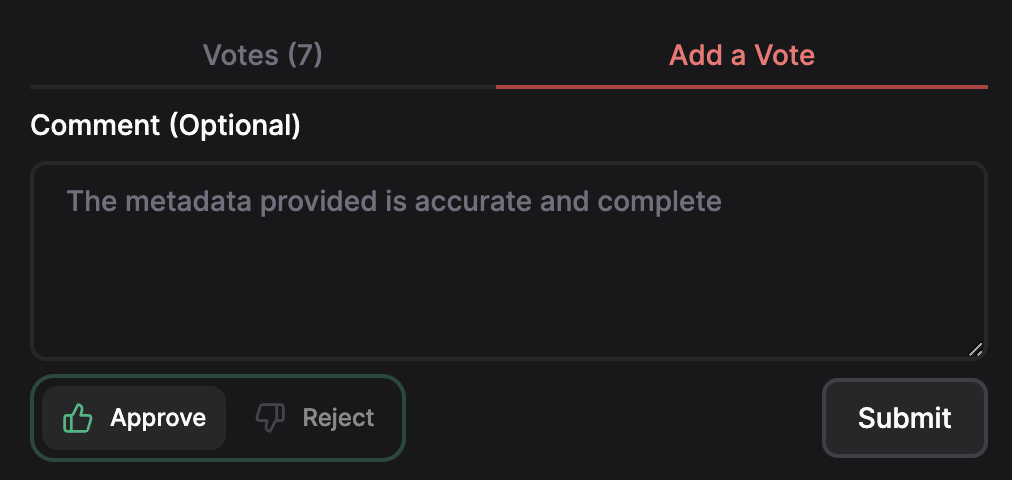 Votes (7)
Add a Vote
Comment (Optional)
The metadata provided is accurate and complete
Approve
Reject
Submit